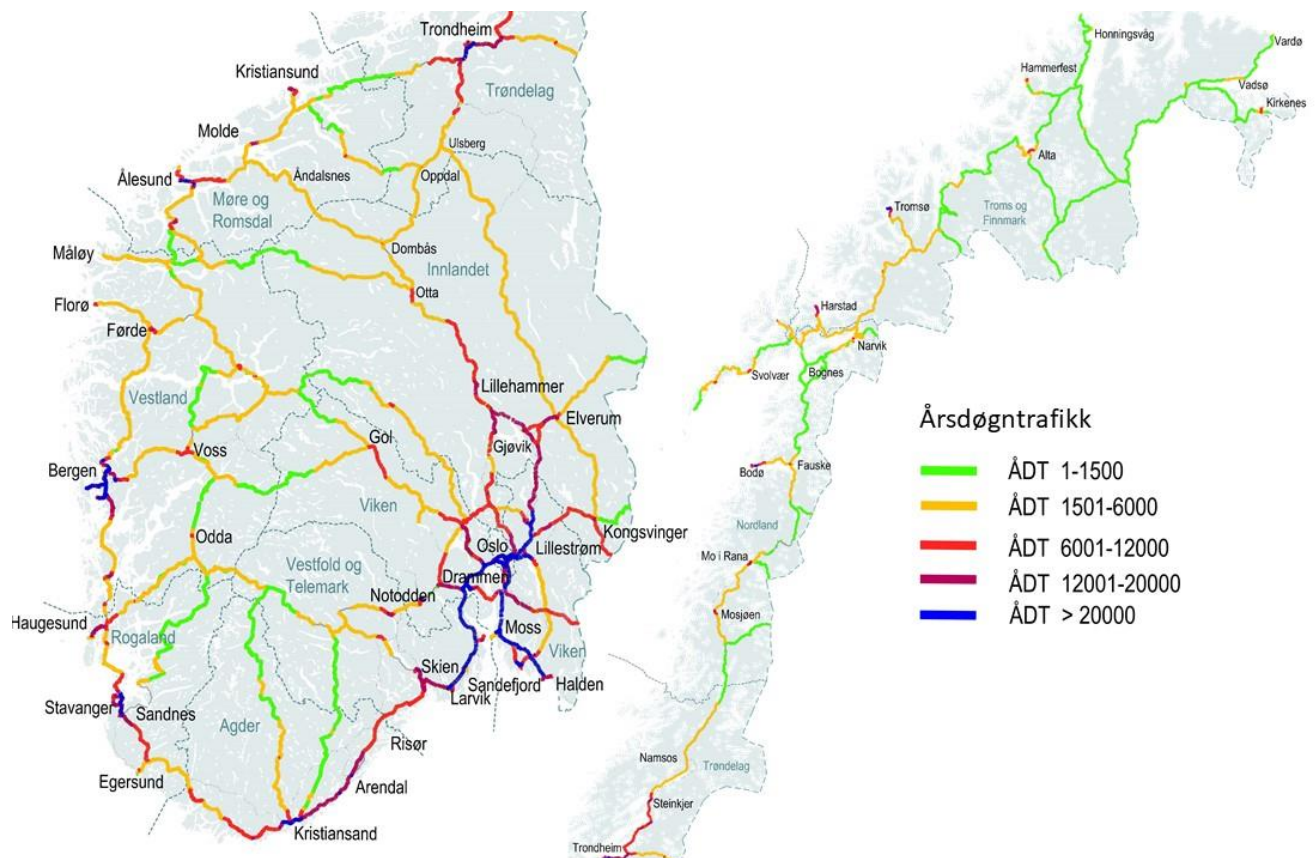 Trondheim
Kristiansund
Trøndelag
Molde
Ulsberg
Ålesund
Åndalsnes
Oppdal
Møre og
Romsdal
Måløy
Dombås
Innlandet
Florø
Otta
Førde
Lillehammer
Vestland
Elverum
Gjøvik
Voss
Gol
Bergen
Viken
Kongsvinger
Odda
Oslo
Lillestrøm
Vestfold og
Telemark
Drammen
Notodden
Haugesund
Rogaland
Moss
Viken
Skien
Sandefjord
Halden
Larvik
Stavanger
Sandnes
Agder
Risør
Egersund
Arendal
Kristiansand
Honningsvåg
Vardø
Hammerfest
Vadsø
Kirkenes
Alta
Tromsø
Troms og
Finnmark
Harstad
Narvik
Svolvær
Bognes
Bodø
Fauske
Nordland
Mo i Rana
Mosjøen
Namsos
Trøndelag
Steinkjer
Trondheim
Årsdøgntrafikk
ÅDT 1-1500
ÅDT 1501-6000
ÅDT 6001-12000
ÅDT 12001-20000
ÅDT > 20000